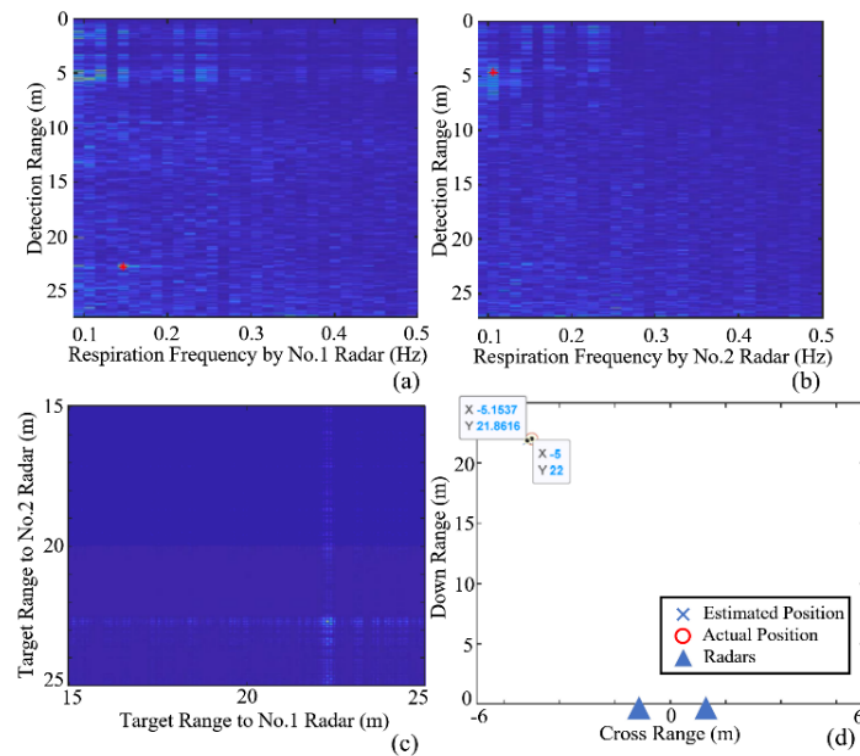 0
5
10
15
20
25
Detection Range (m)
0.1 0.2 0.3 0.4 0.5
Respiration Frequency by No.1 Radar (Hz)
(a)
0
5
10
15
20
25
Detection Range (m)
0.1 0.2 0.3 0.4 0.5
Respiration Frequency by No.2 Radar (Hz)
(b)
15
20
25
Target Range to No.2 Radar (m)
15 20 25
Target Range to No.1 Radar (m)
(c)
X -5.1537
Y 21.8616
X -5
Y 22
20
15
10
5
0
Down Range (m)
Estimated Position
Actual Position
Radars
-6 0 6
Cross Range (m)
(d)